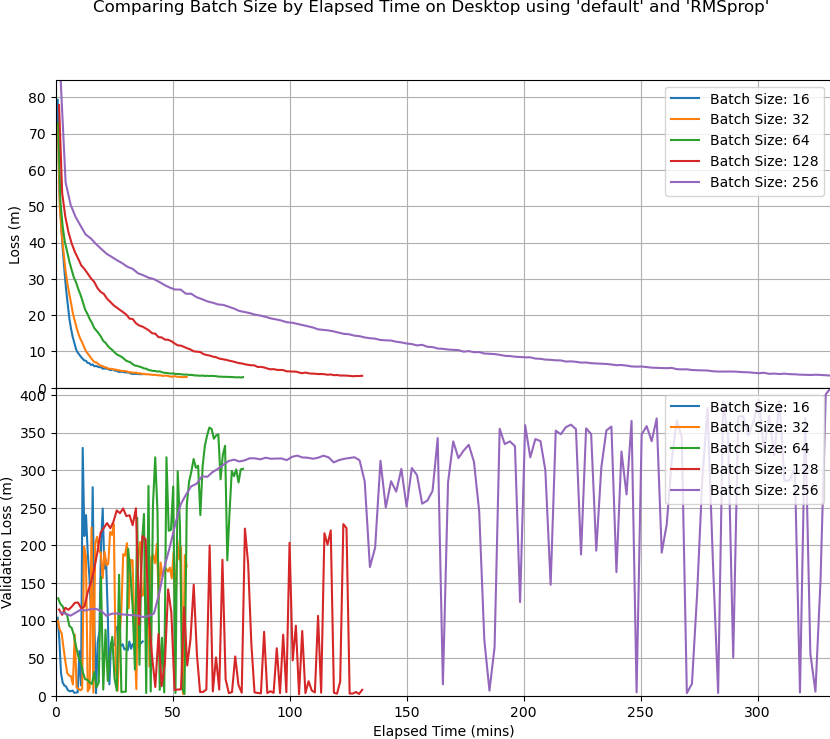 Comparing Batch Size by Elapsed Time on Desktop using 'default' and 'RMSprop'
Loss (m)
80
70
60
50
40
30
20
10
0
Batch Size: 16
Batch Size: 32
Batch Size: 64
Batch Size: 128
Batch Size: 256
Validation Loss (m)
400
350
300
250
200
150
100
50
0
Batch Size: 16
Batch Size: 32
Batch Size: 64
Batch Size: 128
Batch Size: 256
0 50 100 150 200 250 300
Elapsed Time (mins)